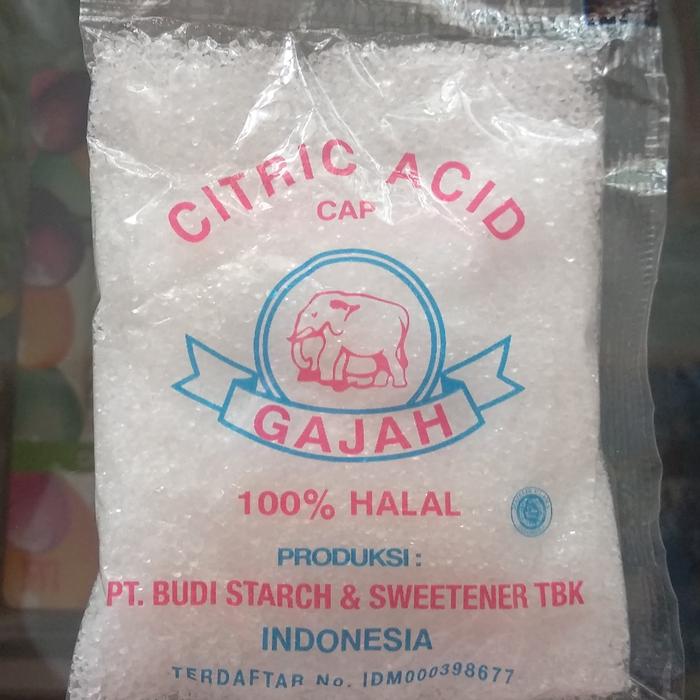 CITRIC ACID
CAP
GAJAH
100% HALAL
PRODUKSI :
PT. BUDI STARCH & SWEETENER TBK
INDONESIA
TERDAFTAR No. IDM000398677